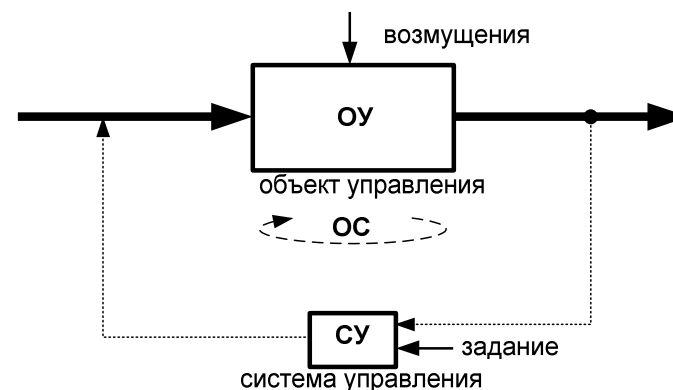 возмущения
ОУ
объект управления
ОС
СУ
задание
система управления